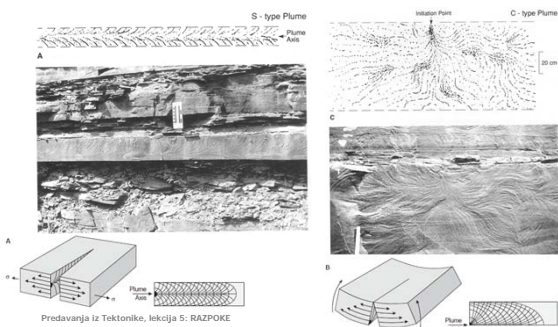 S - type Plume
Plume
Axis
A
B
Initiation Point
C - type Plume
20 cm
C
A
σ
σ
Plume
Axis
B
Plume
Predavanja iz Tektonike, lekcija 5: RAZPOKE